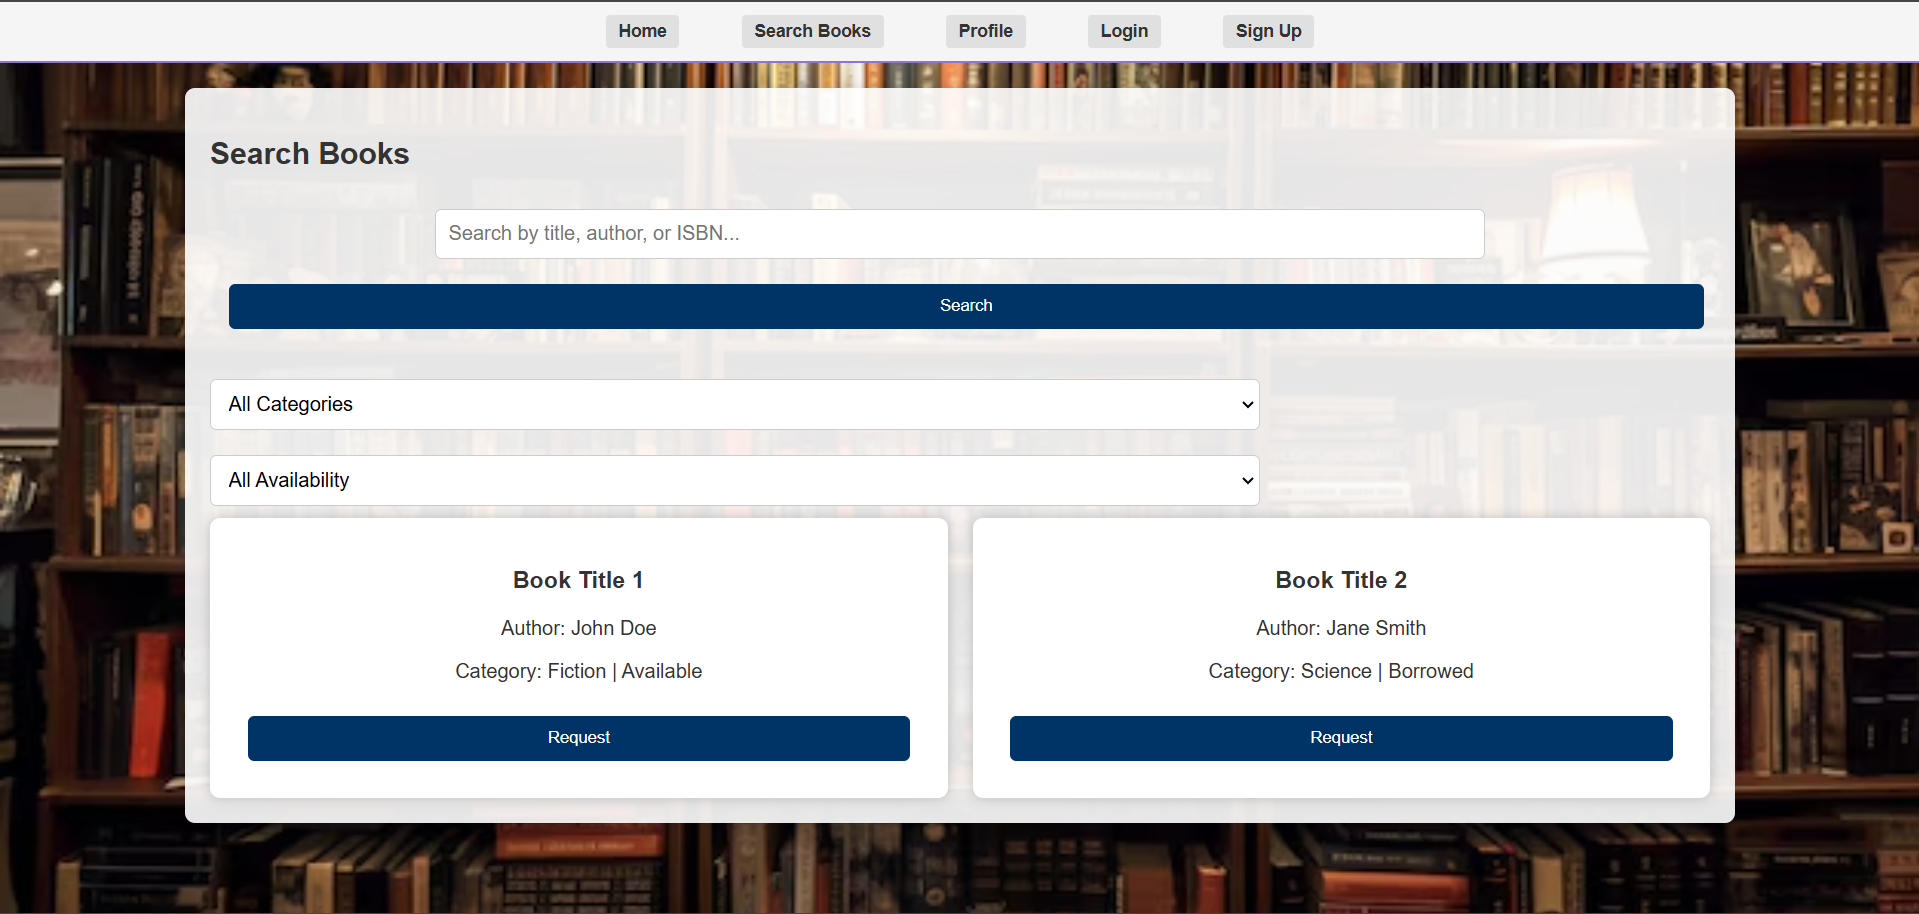 Home Search Books Profile Login Sign Up
Search Books
Search by title, author, or ISBN...
Search
All Categories
All Availability
Book Title 1
Author: John Doe
Category: Fiction | Available
Request
Book Title 2
Author: Jane Smith
Category: Science | Borrowed
Request